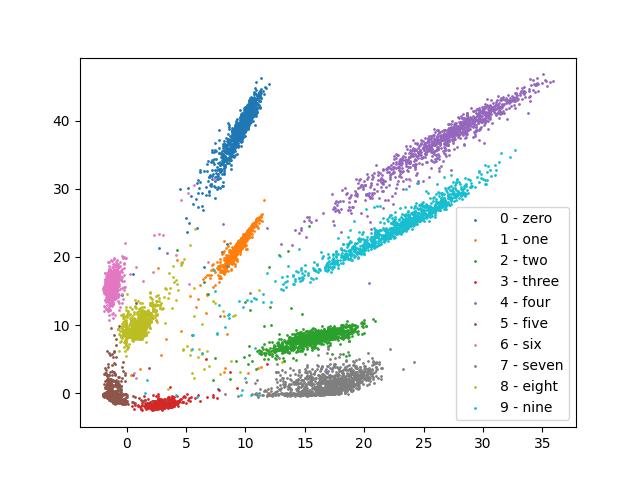 40
30
20
10
0
0 5 10 15 20 25 30 35
0 - zero
1 - one
2 - two
3 - three
4 - four
5 - five
6 - six
7 - seven
8 - eight
9 - nine